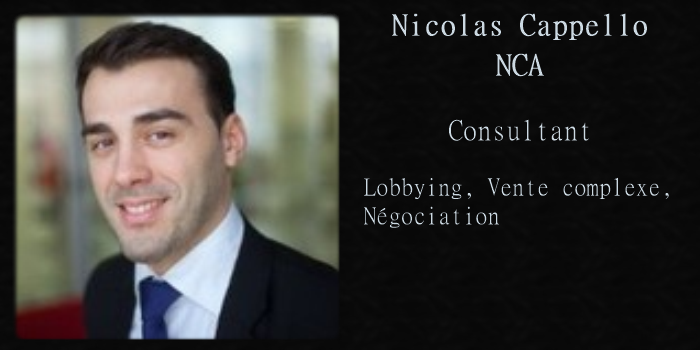 Nicolas Cappello
NCA
Consultant
Lobbying, Vente complexe,
Négociation